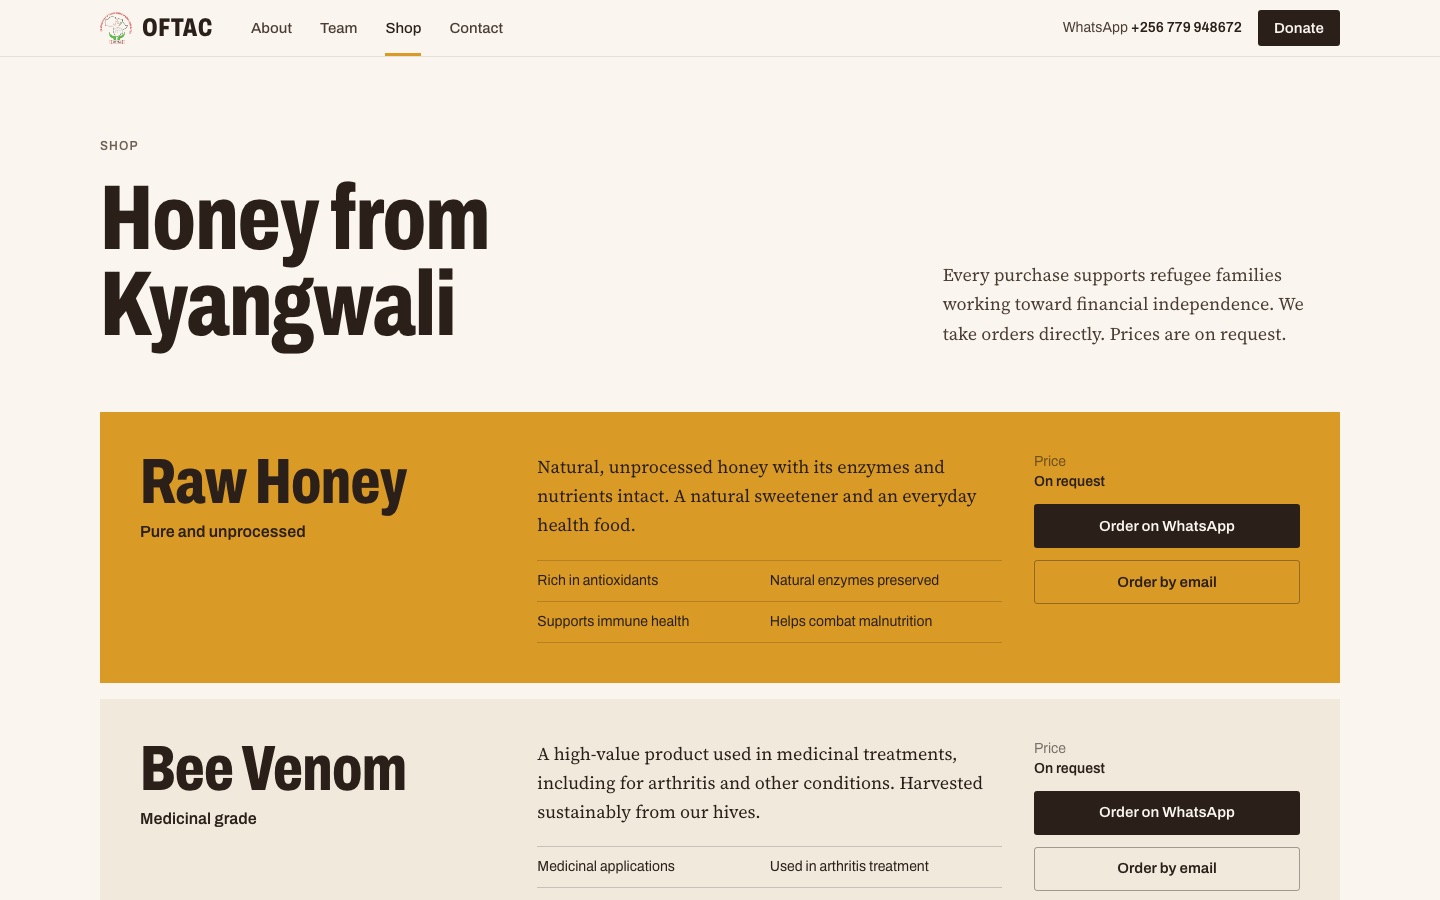 OFTAC
About
Team
Shop
Contact
WhatsApp +256 779 948672
Donate
SHOP
Honey from
Kyangwali
Every purchase supports refugee families
working toward financial independence. We
take orders directly. Prices are on request.
Raw Honey
Pure and unprocessed
Natural, unprocessed honey with its enzymes and
nutrients intact. A natural sweetener and an everyday
health food.
Rich in antioxidants
Natural enzymes preserved
Supports immune health
Helps combat malnutrition
Price
On request
Order on WhatsApp
Order by email
Bee Venom
Medicinal grade
A high-value product used in medicinal treatments,
including for arthritis and other conditions. Harvested
sustainably from our hives.
Medicinal applications
Used in arthritis treatment
Price
On request
Order on WhatsApp
Order by email